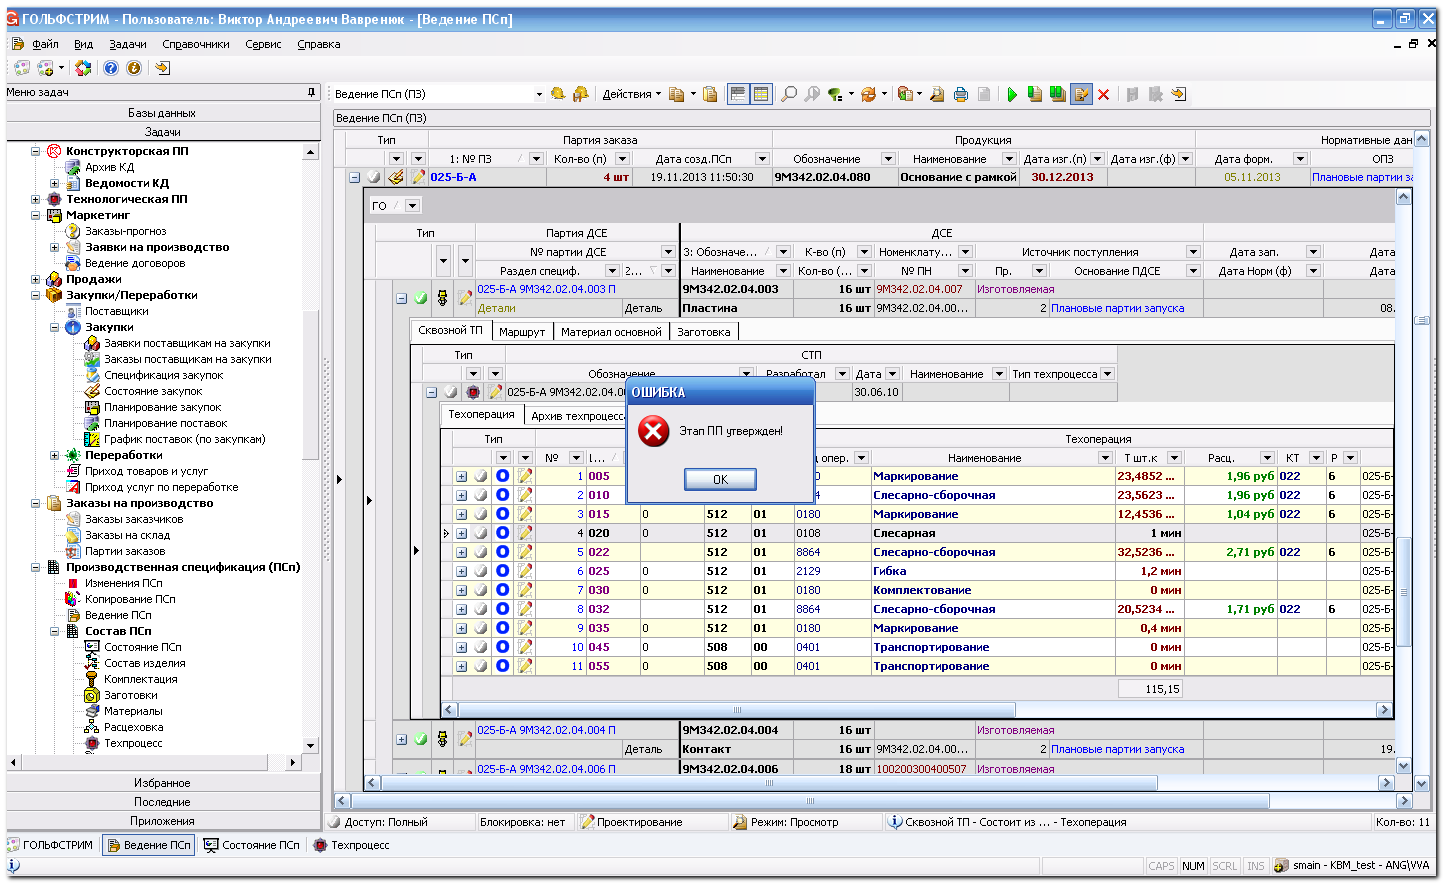 ГОЛЬФСТРИМ - Пользователь: Виктор Андреевич Вавренюк - [Ведение ПСп]
Файл Вид Задачи Справочники Сервис Справка
Меню задач
Базы данных
Задачи
Конструкторская ПП
Архив КД
Ведомости КД
Технологическая ПП
Маркетинг
Заказы-прогноз
Заявки на производство
Ведение договоров
Продажи
Закупки/Переработки
Поставщики
Закупки
Заявки поставщикам на закупки
Заказы поставщикам на закупки
Спецификация закупок
Состояние закупок
Планирование закупок
Планирование поставок
График поставок (по закупкам)
Переработки
Приход товаров и услуг
Приход услуг по переработке
Заказы на производство
Заказы заказчиков
Заказы на склад
Партии заказов
Производственная спецификация (ПСп)
Изменения ПСп
Копирование ПСп
Ведение ПСп
Состав ПСп
Состояние ПСп
Состав изделия
Комплектация
Заготовки
Материалы
Расцеховка
Техпроцесс
Избранное
Последние
Приложения
Ведение ПСп (ПЗ) Действия
Ведение ПСп (ПЗ)
Тип Партия заказа Продукция Нормативные дан
1: № ПЗ Кол-во (п) Дата созд.ПСп Обозначение Наименование Дата изг.(п) Дата изг.(ф) Дата форм. ОПЗ
025-Б-А 4 шт 19.11.2013 11:50:30 9М342.02.04.080 Основание с рамкой 30.12.2013 05.11.2013 Плановые партии за
ГО
Тип Партия ДСЕ ДСЕ
№ партии ДСЕ 3: Обозначе... К-во (п) Номенклату... Источник поступления Дата зап. Дата
Раздел специф. 2... Наименование Кол-во (... № ПН Пр. Основание ПДСЕ Дата Норм (ф) Дата
025-Б-А 9М342.02.04.003 П 9М342.02.04.003 16 шт 9М342.02.04.007 Изготовляемая
Детали Деталь Пластина 16 шт 9М342.02.04.00... 2 Плановые партии запуска 08.
Сквозной ТП Маршрут Материал основной Заготовка
Тип СТП
Обозначение Разработал Дата Наименование Тип техпроцесса
025-Б-А 9М342.02.04.00 30.06.10
Техоперация Архив техпроцесса
Тип Техоперация
№ опер. Наименование Т шт.к Расц. КТ Р
1 005 Маркирование 23,4852 ... 1,96 руб 022 6 025-Б-
2 010 Слесарно-сборочная 23,5623 ... 1,96 руб 022 6 025-Б-
3 015 0 512 01 0180 Маркирование 12,4536 ... 1,04 руб 022 6 025-Б-
4 020 0 512 01 0108 Слесарная 1 мин 025-Б-
5 022 512 01 8864 Слесарно-сборочная 32,5236 ... 2,71 руб 022 6 025-Б-
6 025 0 512 01 2129 Гибка 1,2 мин 025-Б-
7 030 0 512 01 0180 Комплектование 0 мин 025-Б-
8 032 512 01 8864 Слесарно-сборочная 20,5234 ... 1,71 руб 022 6 025-Б-
9 035 0 512 01 0180 Маркирование 0,4 мин 025-Б-
10 045 0 508 00 0401 Транспортирование 0 мин 025-Б-
11 055 0 508 00 0401 Транспортирование 0 мин 025-Б-
115,15
025-Б-А 9М342.02.04.004 П 9М342.02.04.004 16 шт Изготовляемая
Деталь Контакт 16 шт 9М342.02.04.00... 2 Плановые партии запуска 19.
025-Б-А 9М342.02.04.006 П 9М342.02.04.006 18 шт 100200300400507 Изготовляемая
ОШИБКА
Этап ПП утвержден!
OK
Доступ: Полный Блокировка: нет Проектирование Режим: Просмотр Сквозной ТП - Состоит из ... - Техоперация Кол-во: 11
ГОЛЬФСТРИМ Ведение ПСп Состояние ПСп Техпроцесс
CAPS NUM SCRL INS smain - KBM_test - ANG\VVA